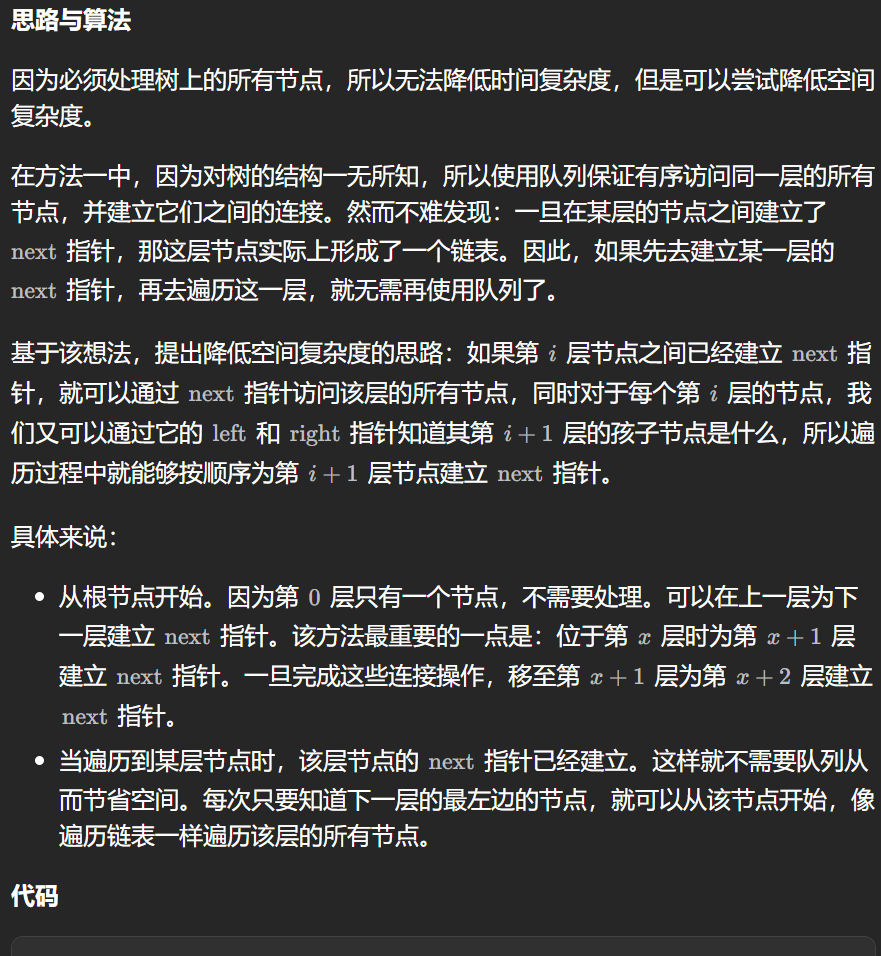 思路与算法
因为必须处理树上的所有节点，所以无法降低时间复杂度，但是可以尝试降低空间
复杂度。
在方法一中，因为对树的结构一无所知，所以使用队列保证有序访问同一层的所有
节点，并建立它们之间的连接。然而不难发现：一旦在某层的节点之间建立了
next 指针，那这层节点实际上形成了一个链表。因此，如果先去建立某一层的
next 指针，再去遍历这一层，就无需再使用队列了。
基于该想法，提出降低空间复杂度的思路：如果第 i 层节点之间已经建立 next 指
针，就可以通过 next 指针访问该层的所有节点，同时对于每个第 i 层的节点，我
们又可以通过它的 left 和 right 指针知道其第 i + 1 层的孩子节点是什么，所以遍
历过程中就能够按顺序为第 i + 1 层节点建立 next 指针。
具体来说：
• 从根节点开始。因为第 0 层只有一个节点，不需要处理。可以在上一层为下
一层建立 next 指针。该方法最重要的一点是：位于第 x 层时为第 x + 1 层
建立 next 指针。一旦完成这些连接操作，移至第 x + 1 层为第 x + 2 层建立
next 指针。
• 当遍历到某层节点时，该层节点的 next 指针已经建立。这样就不需要队列从
而节省空间。每次只要知道下一层的最左边的节点，就可以从该节点开始，像
遍历链表一样遍历该层的所有节点。
代码